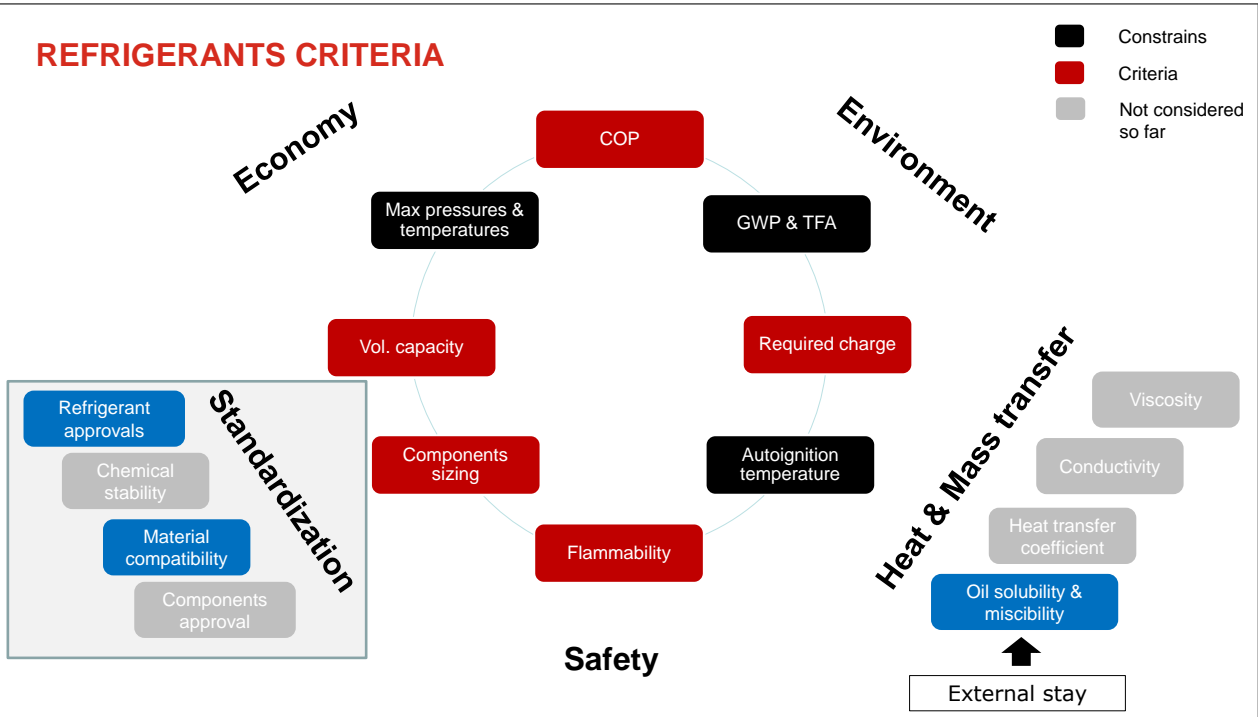 REFRIGERANTS CRITERIA
Constrains
Criteria
Not considered
so far
Economy
Environment
COP
Max pressures &
temperatures
GWP & TFA
Vol. capacity
Required charge
Components
sizing
Autoignition
temperature
Flammability
Safety
Standardization
Refrigerant
approvals
Chemical
stability
Material
compatibility
Components
approval
Heat & Mass transfer
Viscosity
Conductivity
Heat transfer
coefficient
Oil solubility &
miscibility
External stay